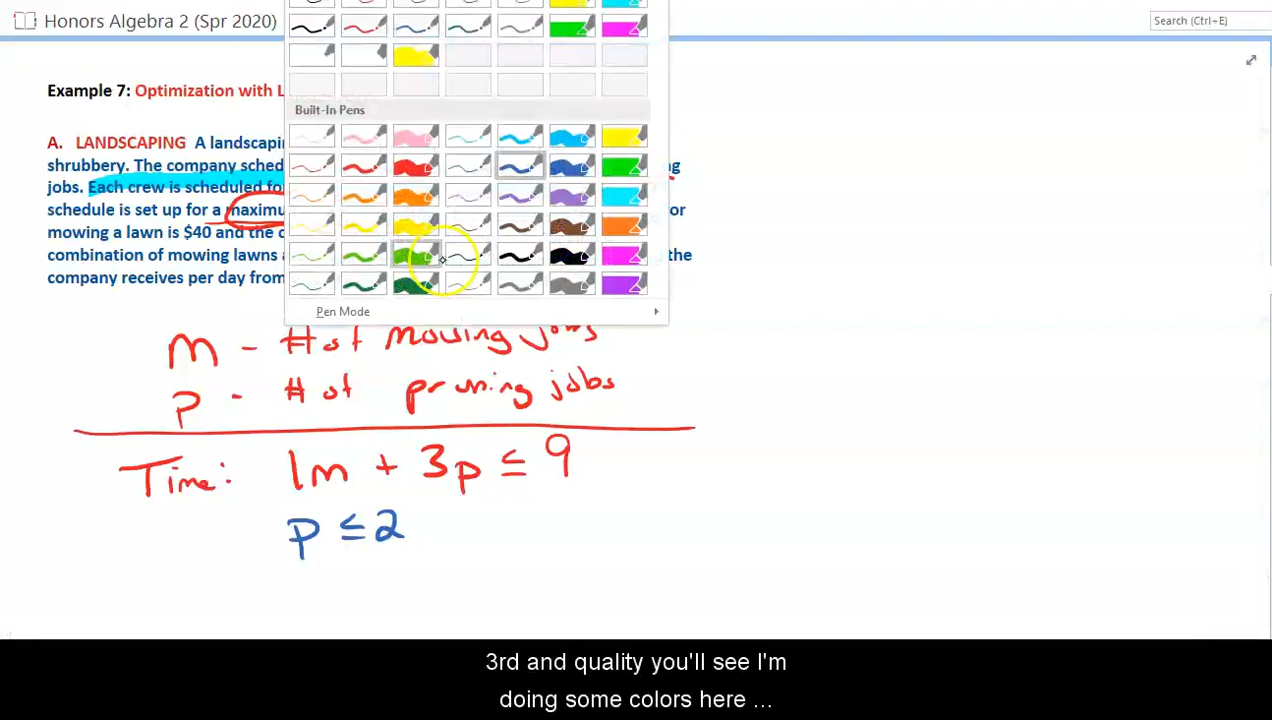 Honors Algebra 2 (Spr 2020)
Search (Ctrl+E)
Example 7: Optimization with L
A. LANDSCAPING A landscaping
shrubbery. The company sched
ng
jobs. Each crew is scheduled fo
schedule is set up for a maximu
or
mowing a lawn is $40 and the c
combination of mowing lawns a
the
company receives per day from
Built-In Pens
Pen Mode
m - # of mowing jobs
p - # of pruning jobs
Time: 1m + 3p ≤ 9
p ≤ 2
3rd and quality you'll see I'm
doing some colors here ...